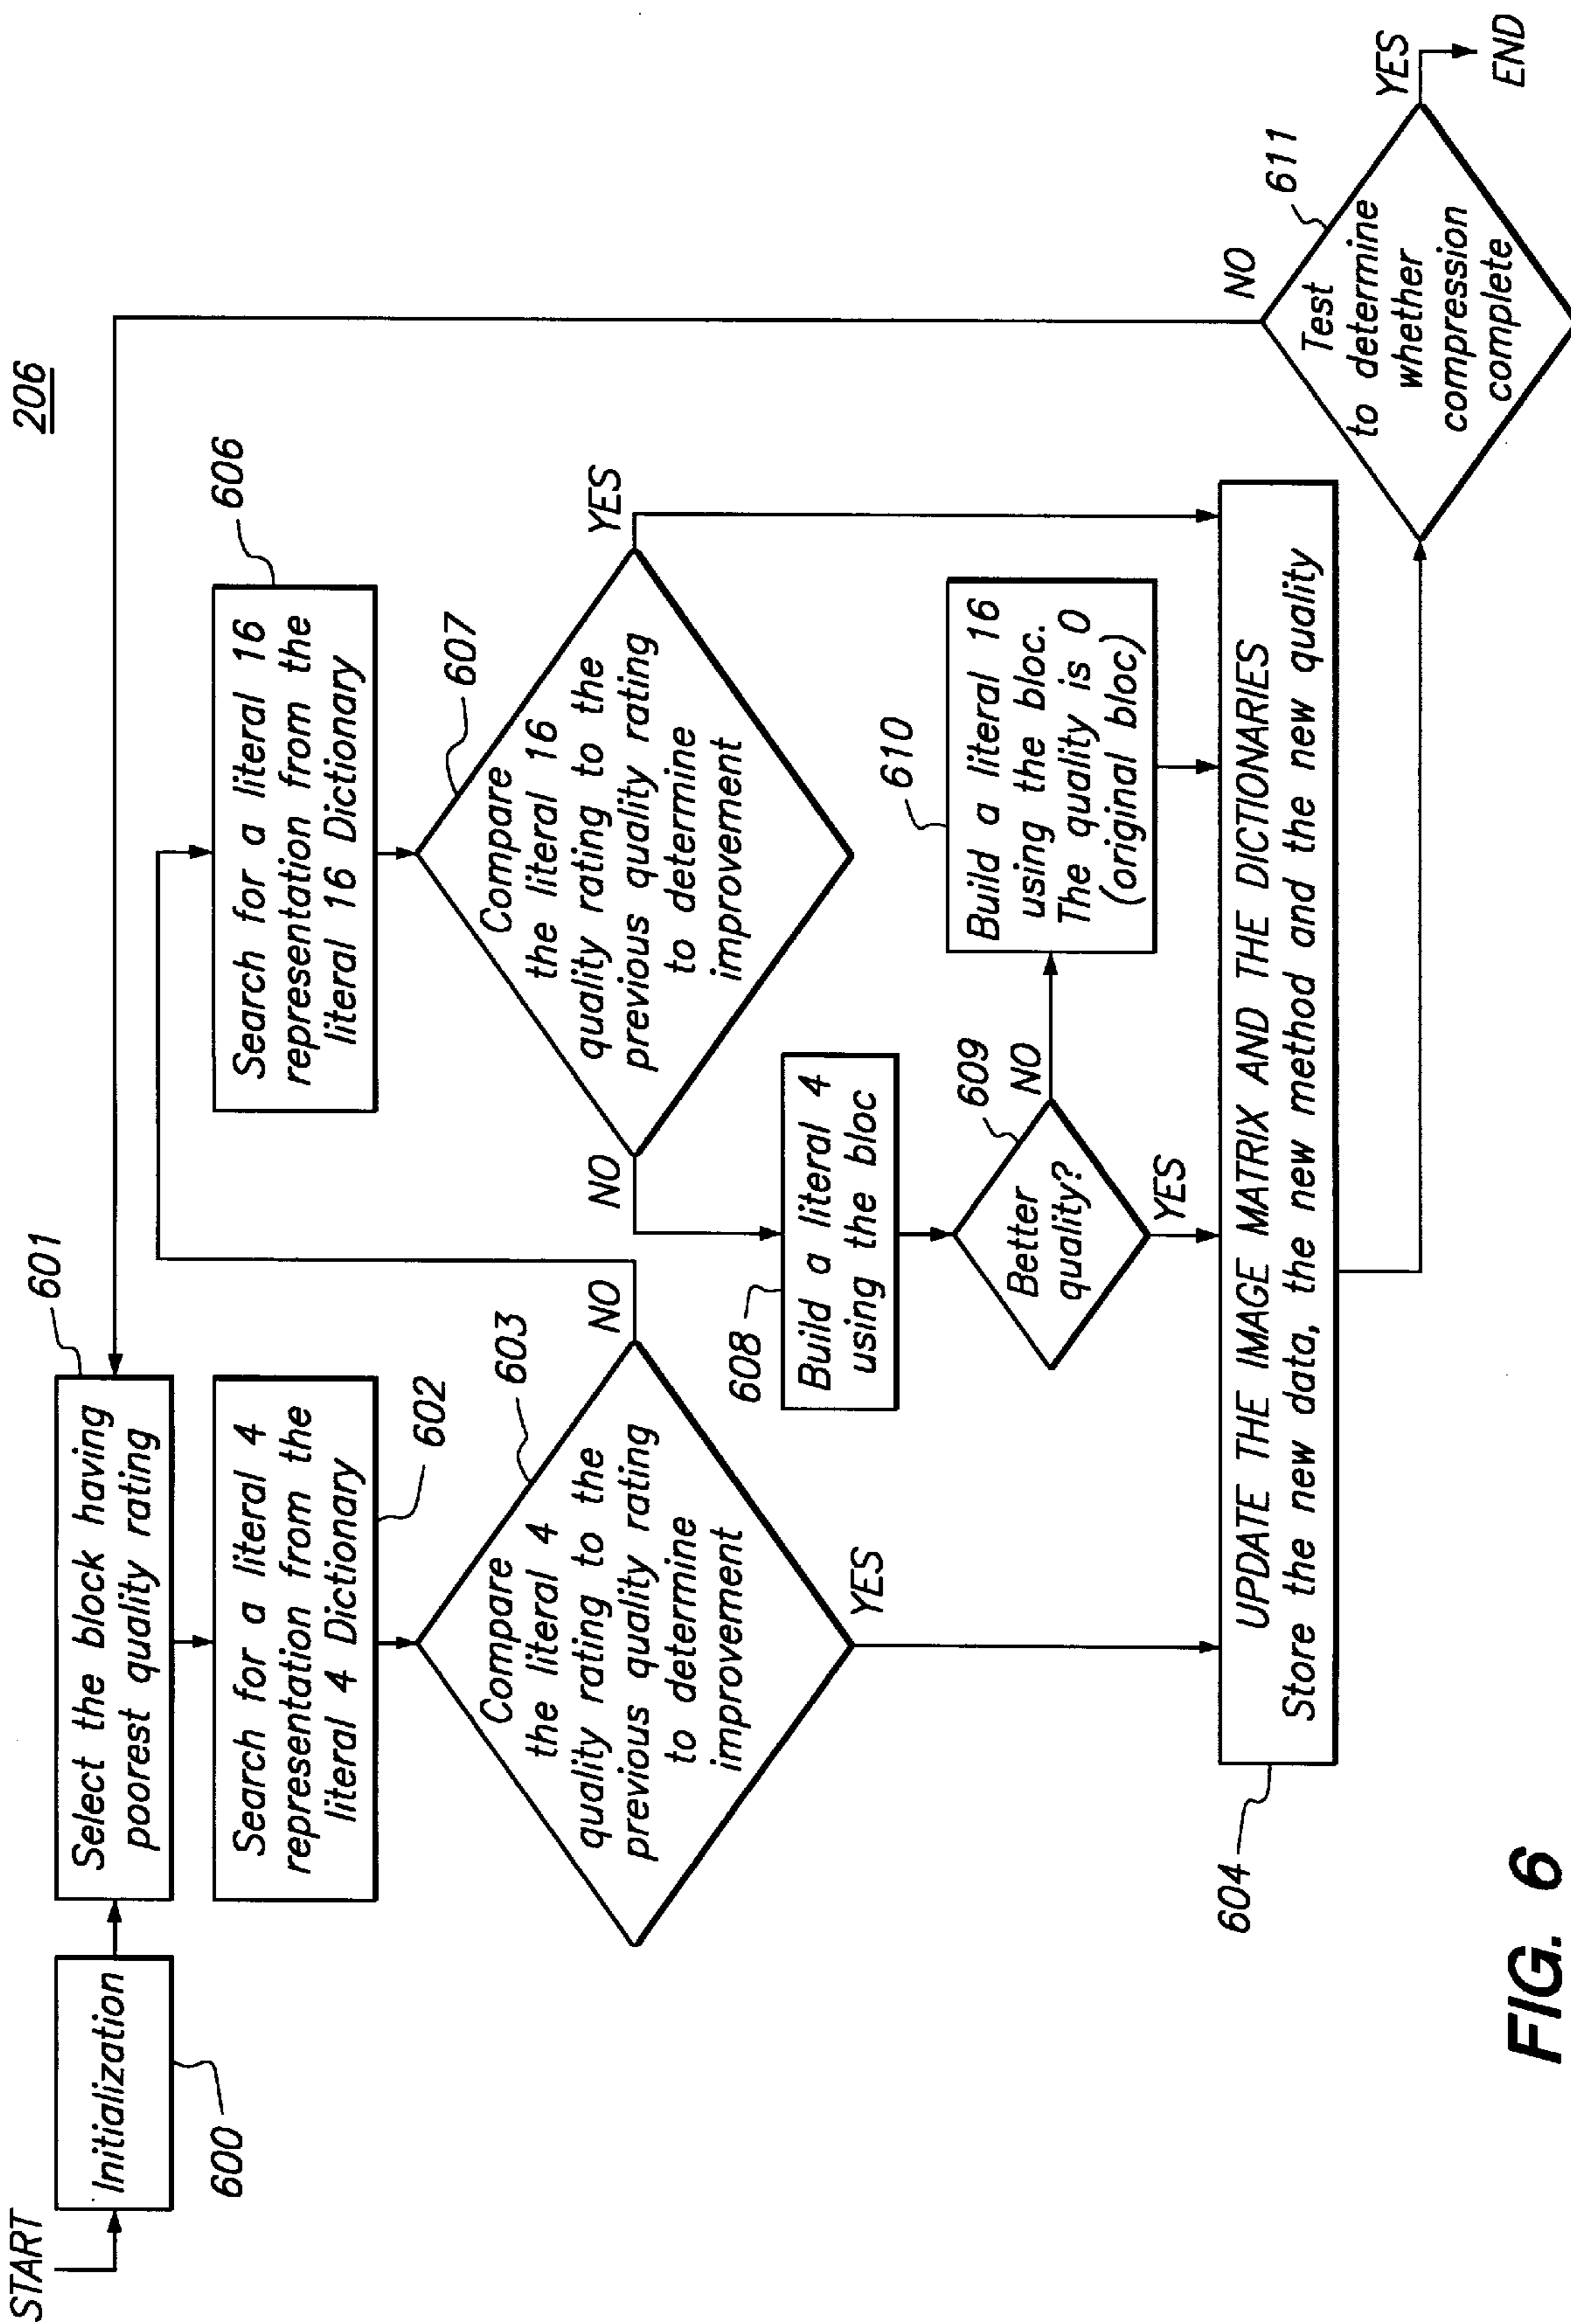 206
START
Initialization
600
601
Select the block having
poorest quality rating
Search for a literal 4
representation from the
literal 4 Dictionary
602
Compare
the literal 4
quality rating to the
previous quality rating
to determine
improvement
603
NO
YES
606
Search for a literal 16
representation from the
literal 16 Dictionary
607
Compare
the literal 16
quality rating to the
previous quality rating
to determine
improvement
YES
NO
608
Build a literal 4
using the bloc
609
Better
quality?
NO
YES
610
Build a literal 16
using the bloc.
The quality is 0
(original bloc)
604
UPDATE THE IMAGE MATRIX AND THE DICTIONARIES
Store the new data, the new method and the new quality
611
Test
to determine
whether
compression
complete
NO
YES
END
FIG. 6